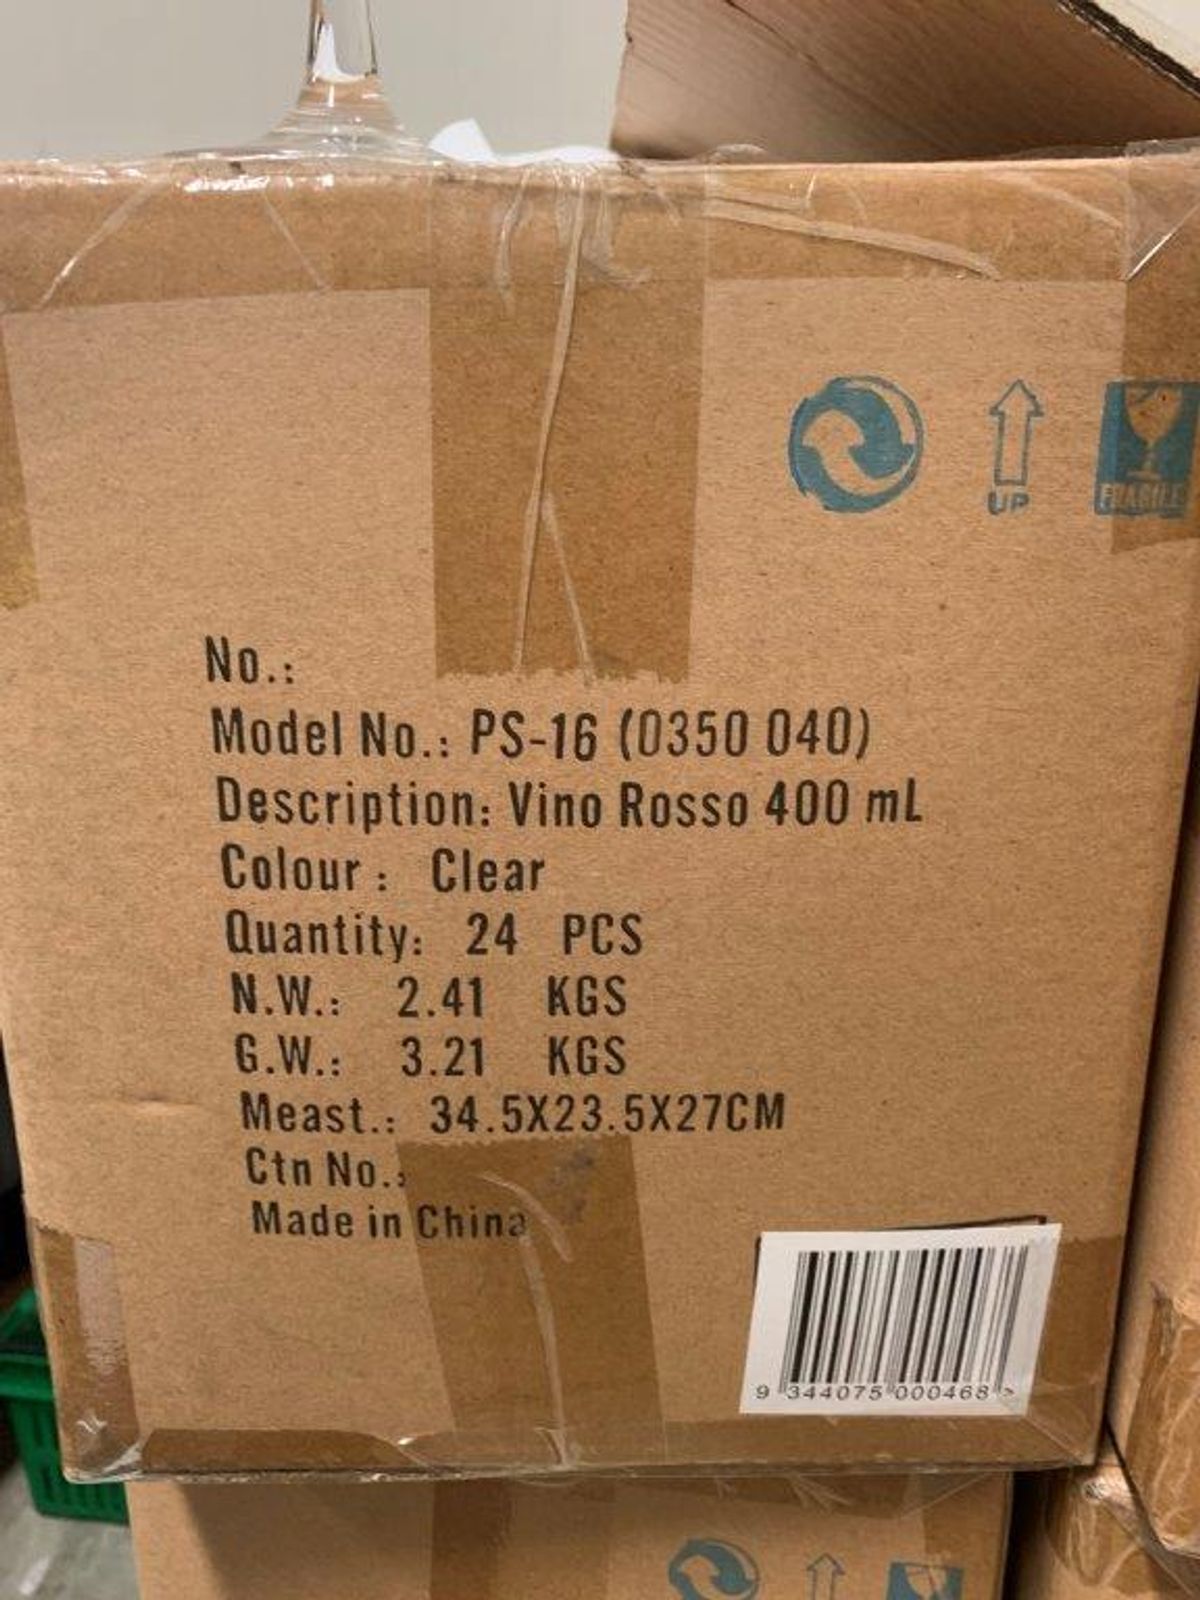 UP
FRAGILE
No.:
Model No.: PS-16 (0350 040)
Description: Vino Rosso 400 mL
Colour: Clear
Quantity: 24 PCS
N.W.: 2.41 KGS
G.W.: 3.21 KGS
Meast.: 34.5X23.5X27CM
Ctn No.:
Made in China
9 344075 000468 >